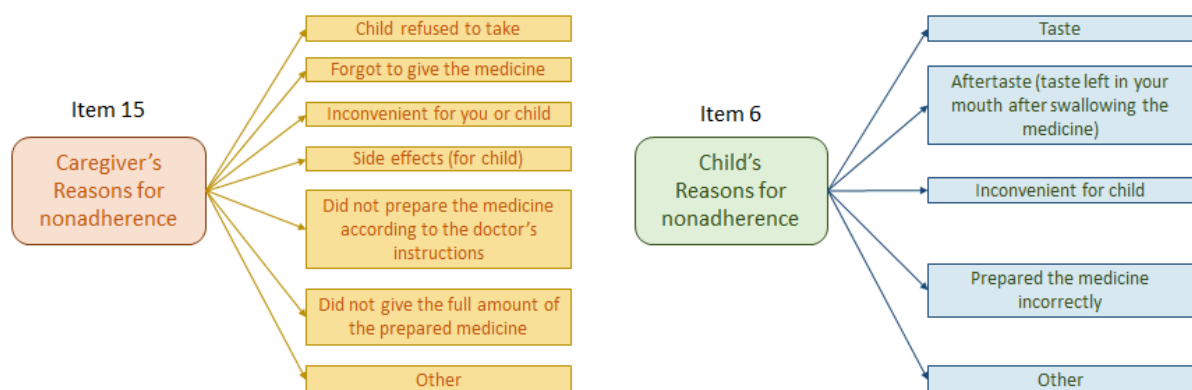 Item 15
Caregiver's
Reasons for
nonadherence
Child refused to take
Forgot to give the medicine
Inconvenient for you or child
Side effects (for child)
Did not prepare the medicine
according to the doctor's
instructions
Did not give the full amount of
the prepared medicine
Other
Item 6
Child's
Reasons for
nonadherence
Taste
Aftertaste (taste left in your
mouth after swallowing the
medicine)
Inconvenient for child
Prepared the medicine
incorrectly
Other